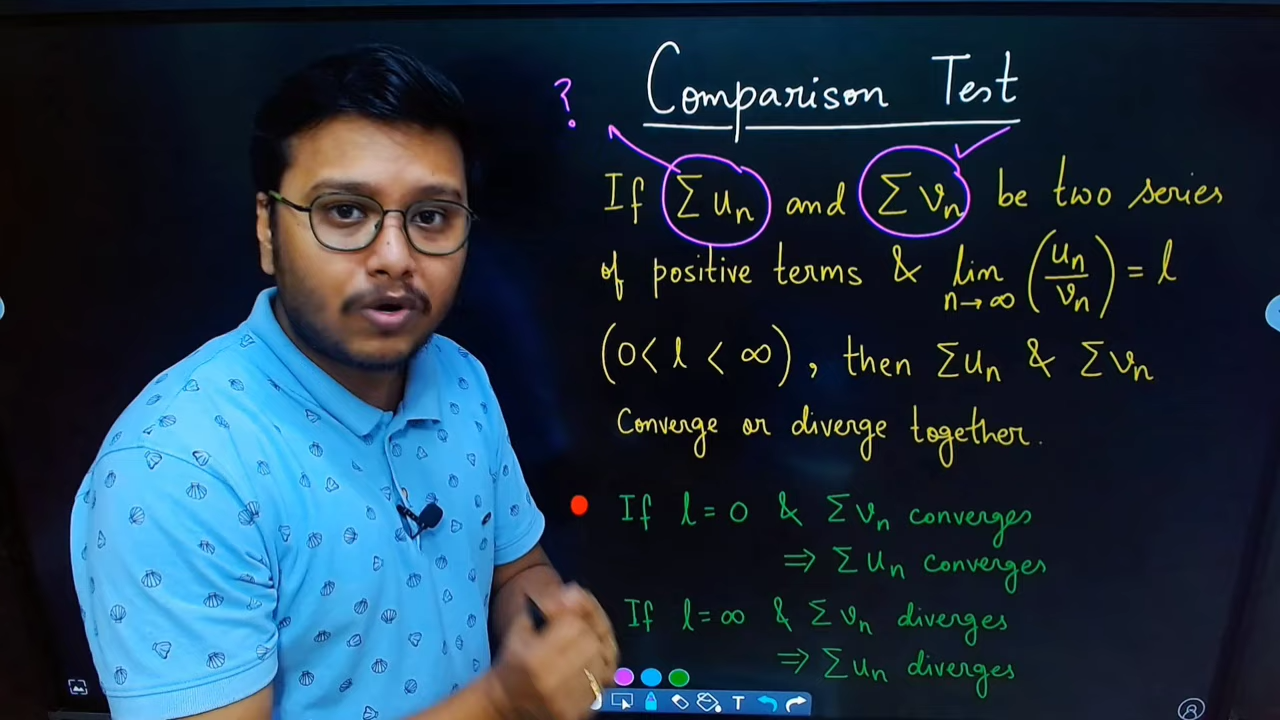 Comparison Test
?
If Σuₙ and Σvₙ be two series
of positive terms & lim n→∞ (uₙ/vₙ) = l
(0 < l < ∞), then Σuₙ & Σvₙ
Converge or diverge together.
If l = 0 & Σvₙ converges
⇒ Σuₙ converges
If l = ∞ & Σvₙ diverges
⇒ Σuₙ diverges
T